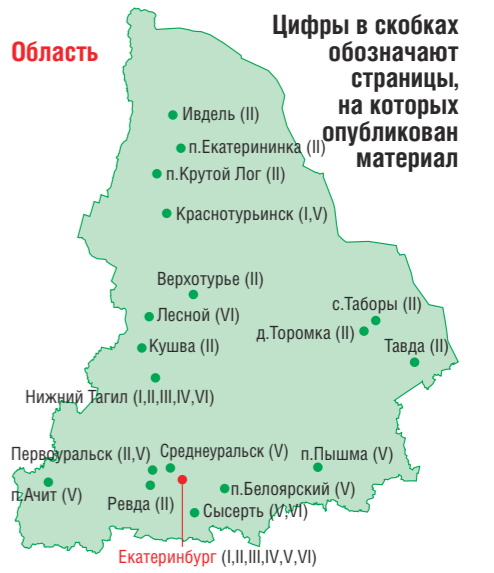 Область
Цифры в скобках
обозначают
страницы,
на которых
опубликован
материал
Ивдель (II)
п.Екатерининка (II)
п.Крутой Лог (II)
Краснотурьинск (I,V)
Верхотурье (II)
с.Таборы (II)
Лесной (VI)
д.Торомка (II)
Кушва (II)
Тавда (II)
Нижний Тагил (I,II,III,IV,VI)
Первоуральск (II,V)
Среднеуральск (V)
п.Пышма (V)
п.Ачит (V)
Ревда (II)
п.Белоярский (V)
Сысерть (V,VI)
Екатеринбург (I,II,III,IV,V,VI)